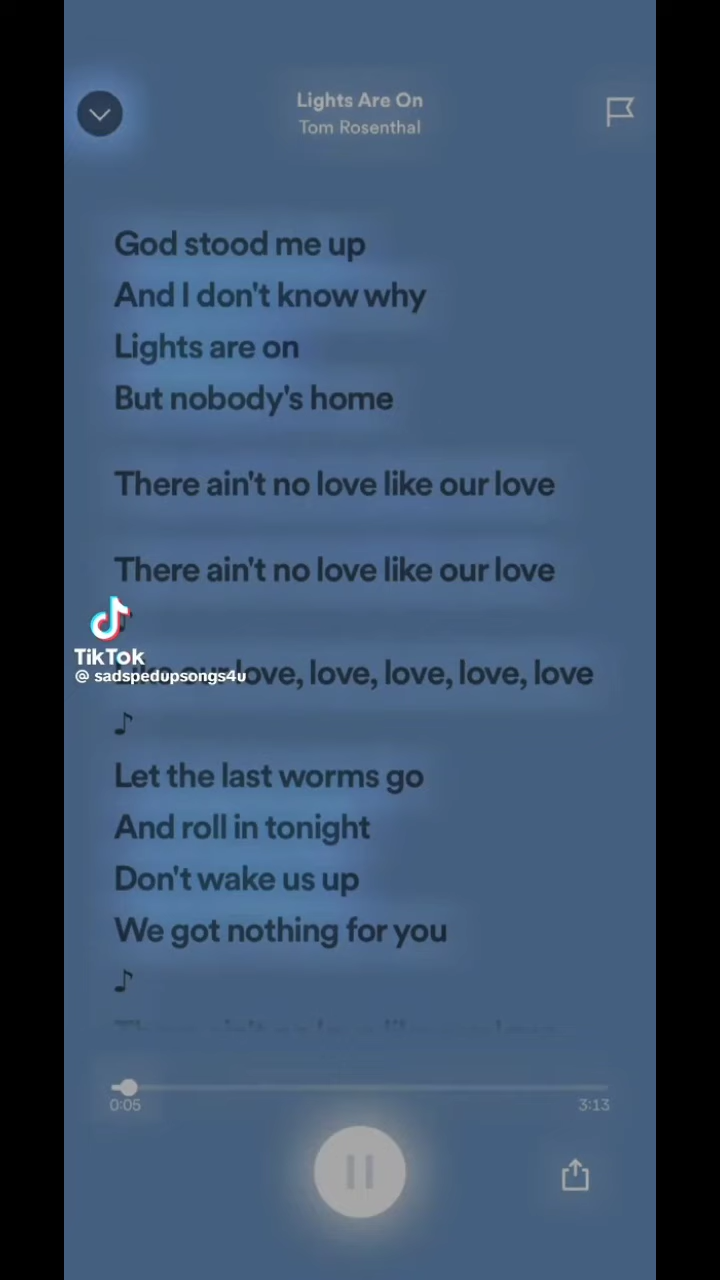 Lights Are On
Tom Rosenthal
God stood me up
And I don't know why
Lights are on
But nobody's home
There ain't no love like our love
There ain't no love like our love
♪
TikTok
Like our love, love, love, love, love
@ sadspedupsongs4u
♪
Let the last worms go
And roll in tonight
Don't wake us up
We got nothing for you
♪
0:05
3:13